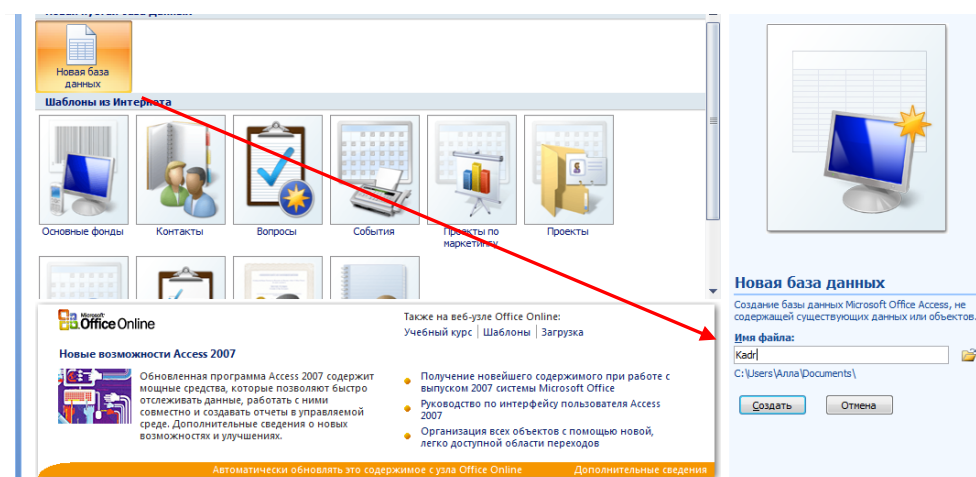 Новая база
данных
Шаблоны из Интернета
Основные фонды
Контакты
Вопросы
События
Проекты по
маркетингу
Проекты
Microsoft
Office Online
Также на веб-узле Office Online:
Учебный курс | Шаблоны | Загрузка
Новые возможности Access 2007
Обновленная программа Access 2007 содержит
мощные средства, которые позволяют быстро
отслеживать данные, работать с ними
совместно и создавать отчеты в управляемой
среде. Дополнительные сведения о новых
возможностях и улучшениях.
Получение новейшего содержимого при работе с
выпуском 2007 системы Microsoft Office
Руководство по интерфейсу пользователя Access
2007
Организация всех объектов с помощью новой,
легко доступной области переходов
Автоматически обновлять это содержимое с узла Office Online
Дополнительные сведения
Новая база данных
Создание базы данных Microsoft Office Access, не
содержащей существующих данных или объектов.
Имя файла:
Kadr
C:\Users\Алла\Documents\
Создать
Отмена